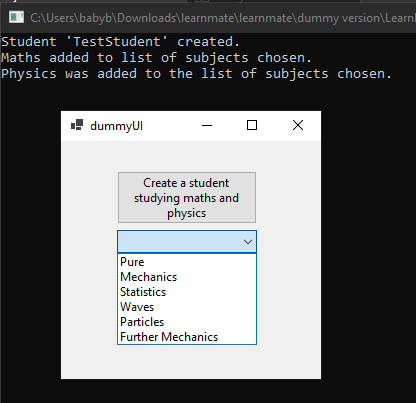 C:\Users\babyb\Downloads\learnmate\learnmate\dummy version\Learn
Student 'TestStudent' created.
Maths added to list of subjects chosen.
Physics was added to the list of subjects chosen.
dummyUI
Create a student
studying maths and
physics
Pure
Mechanics
Statistics
Waves
Particles
Further Mechanics